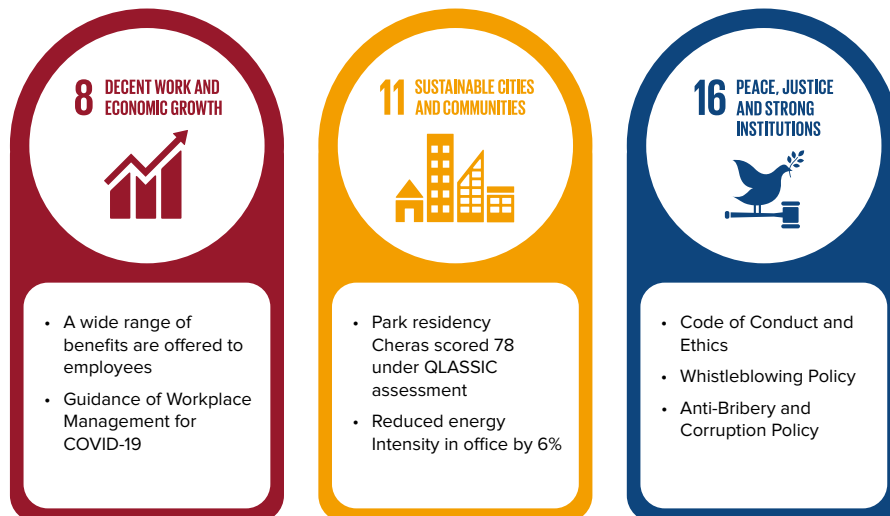 8 DECENT WORK AND
ECONOMIC GROWTH
• A wide range of
benefits are offered to
employees
• Guidance of Workplace
Management for
COVID-19
11 SUSTAINABLE CITIES
AND COMMUNITIES
• Park residency
Cheras scored 78
under QLASSIC
assessment
• Reduced energy
Intensity in office by 6%
16 PEACE, JUSTICE
AND STRONG
INSTITUTIONS
• Code of Conduct and
Ethics
• Whistleblowing Policy
• Anti-Bribery and
Corruption Policy